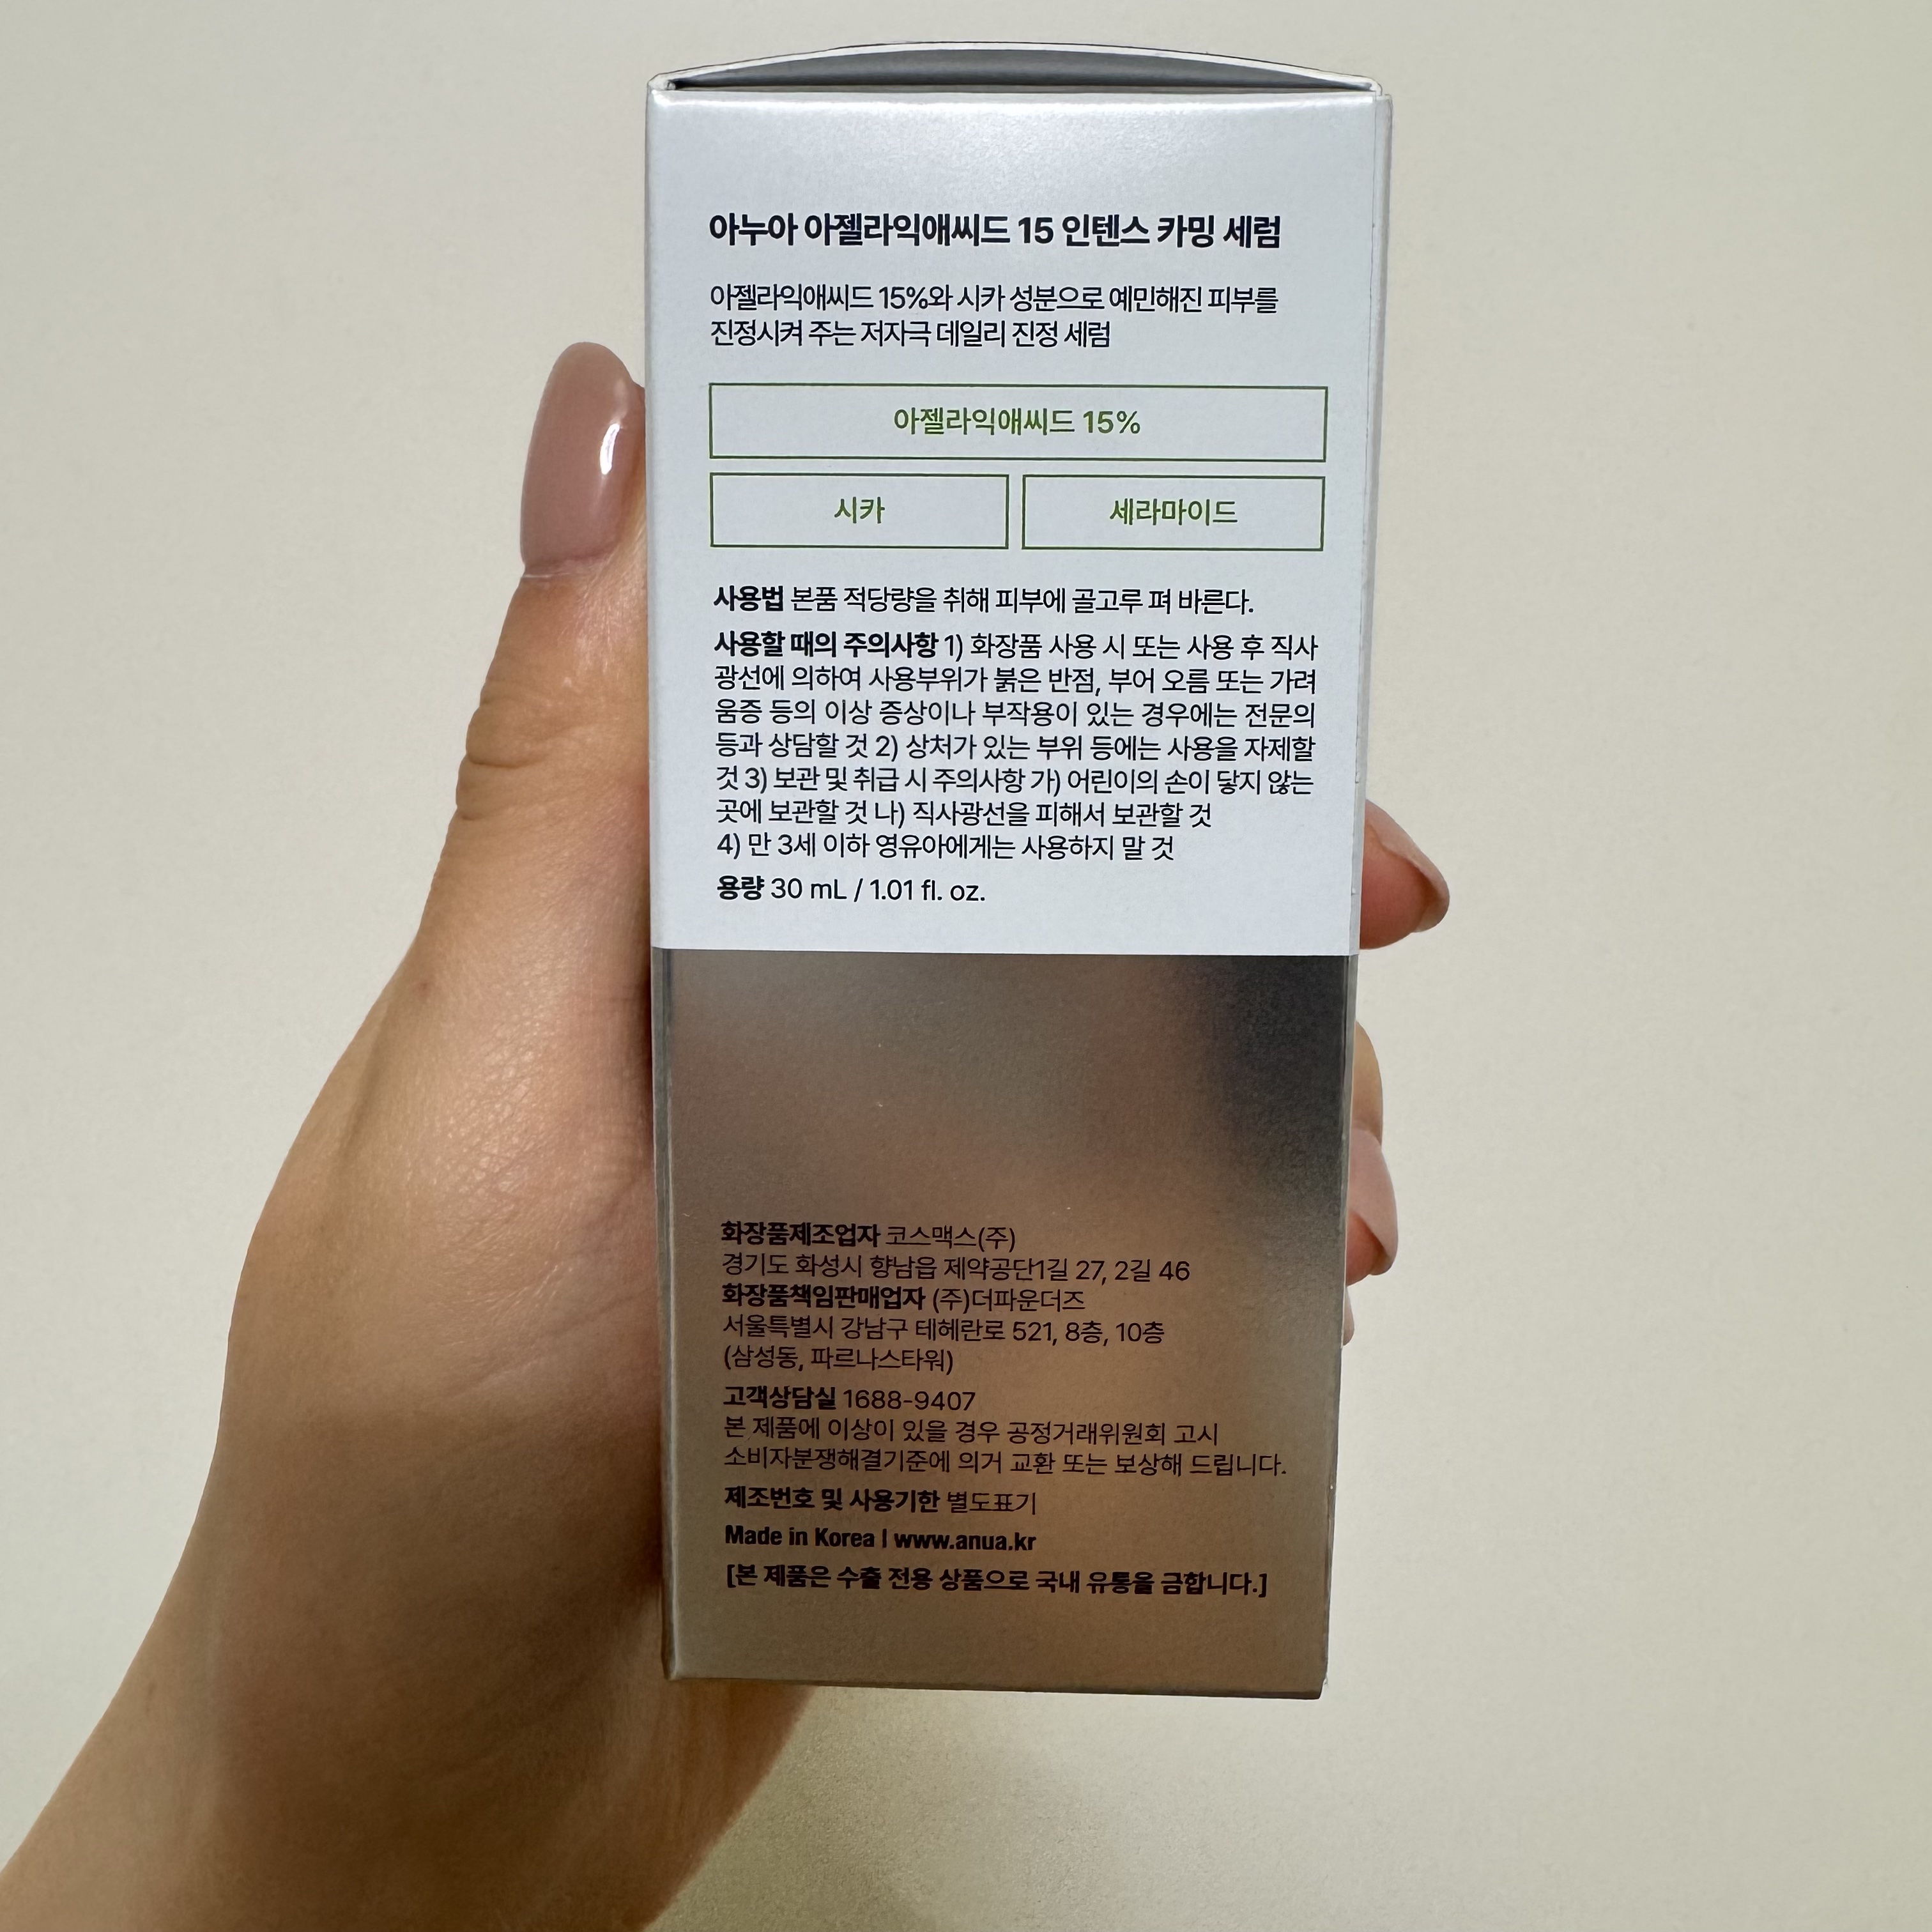 아누아 아젤라익애씨드 15 인텐스 카밍 세럼
아젤라익애씨드 15%와 시카 성분으로 예민해진 피부를
진정시켜 주는 저자극 데일리 진정 세럼
아젤라익애씨드 15%
시카
세라마이드
사용법 본품 적당량을 취해 피부에 골고루 펴 바른다.
사용할 때의 주의사항 1) 화장품 사용 시 또는 사용 후 직사
광선에 의하여 사용부위가 붉은 반점, 부어 오름 또는 가려
움증 등의 이상 증상이나 부작용이 있는 경우에는 전문의
등과 상담할 것 2) 상처가 있는 부위 등에는 사용을 자제할
것 3) 보관 및 취급 시 주의사항 가) 어린이의 손이 닿지 않는
곳에 보관할 것 나) 직사광선을 피해서 보관할 것
4) 만 3세 이하 영유아에게는 사용하지 말 것
용량 30 mL / 1.01 fl. oz.
화장품제조업자 코스맥스(주)
경기도 화성시 향남읍 제약공단1길 27, 2길 46
화장품책임판매업자 (주)더파운더즈
서울특별시 강남구 테헤란로 521, 8층, 10층
(삼성동, 파르나스타워)
고객상담실 1688-9407
본 제품에 이상이 있을 경우 공정거래위원회 고시
소비자분쟁해결기준에 의거 교환 또는 보상해 드립니다.
제조번호 및 사용기한 별도표기
Made in Korea | www.anua.kr
[본 제품은 수출 전용 상품으로 국내 유통을 금합니다.]